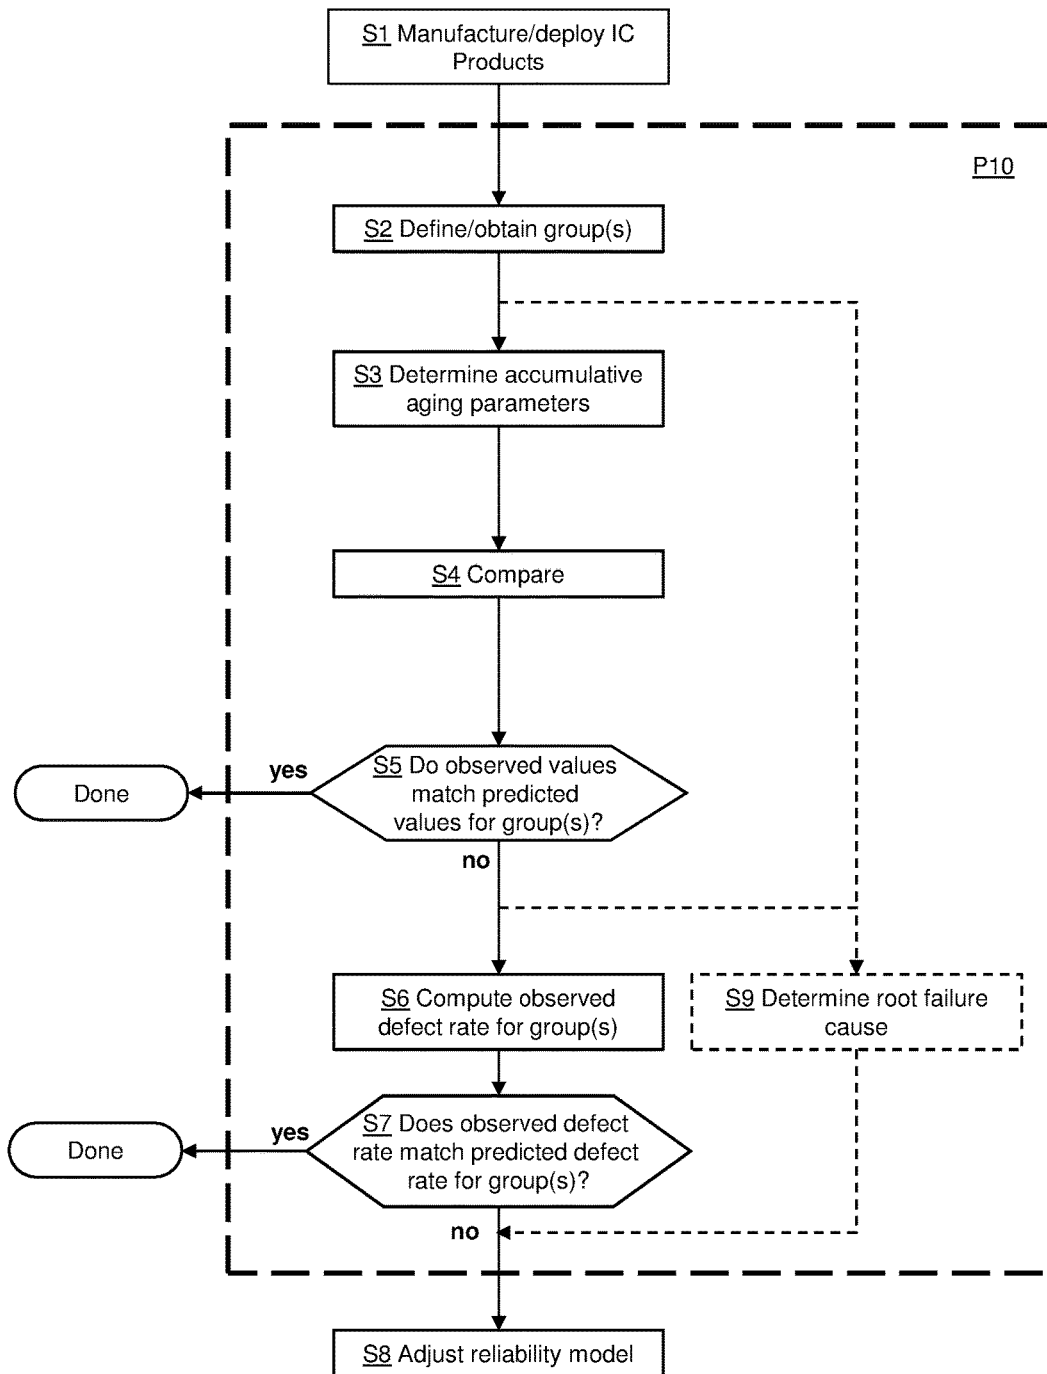 S1 Manufacture/deploy IC
Products
P10
S2 Define/obtain group(s)
S3 Determine accumulative
aging parameters
S4 Compare
yes
Done
S5 Do observed values
match predicted
values for group(s)?
no
S6 Compute observed
defect rate for group(s)
S9 Determine root failure
cause
yes
Done
S7 Does observed defect
rate match predicted defect
rate for group(s)?
no
S8 Adjust reliability model